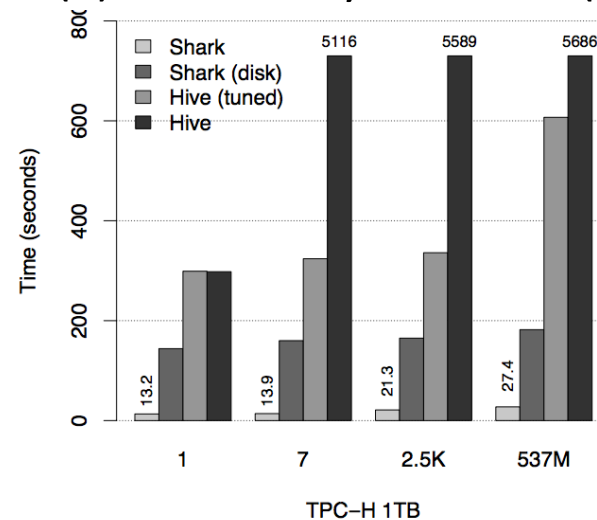 800
600
400
200
0
Time (seconds)
Shark
Shark (disk)
Hive (tuned)
Hive
5116
5589
5686
13.2
13.9
21.3
27.4
1
7
2.5K
537M
TPC-H 1TB